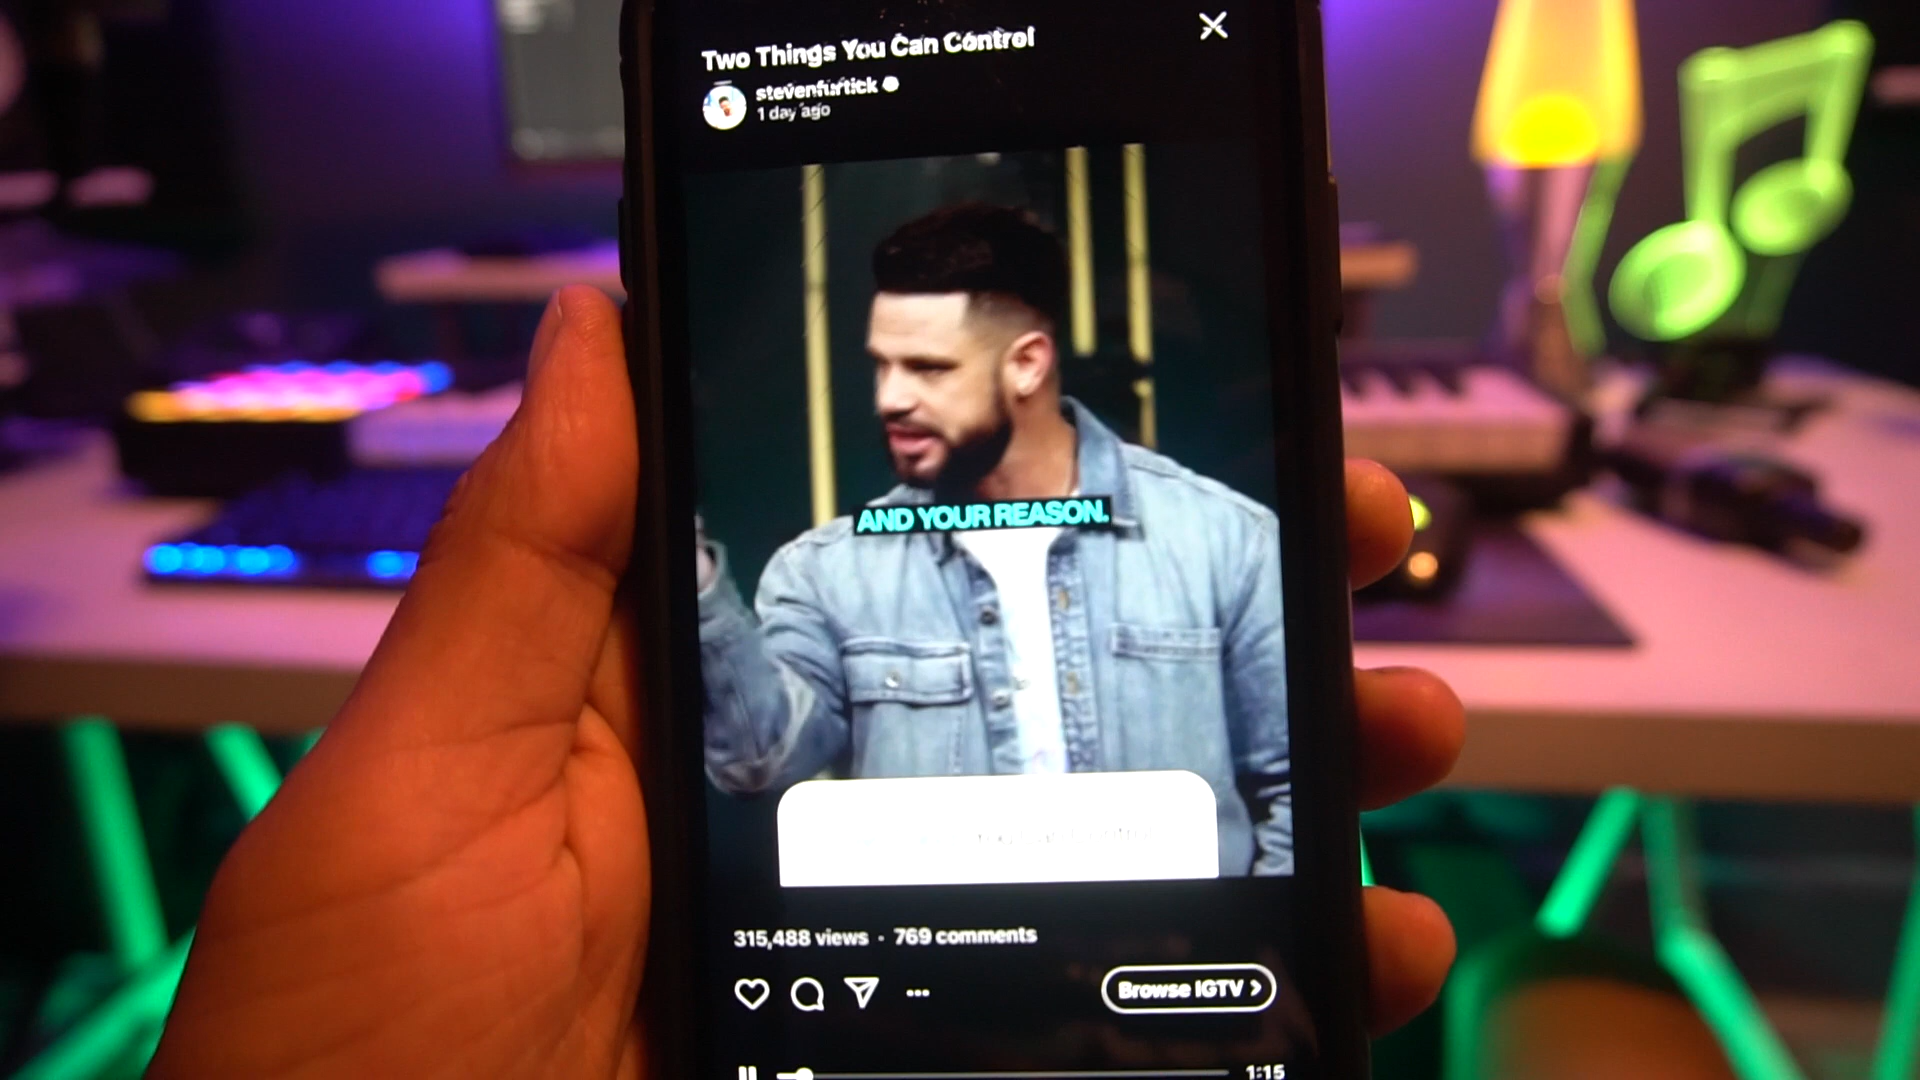 Two Things You Can Control
stevenfurtick
1 day ago
AND YOUR REASON.
315,488 views · 769 comments
Browse IGTV >
1:15